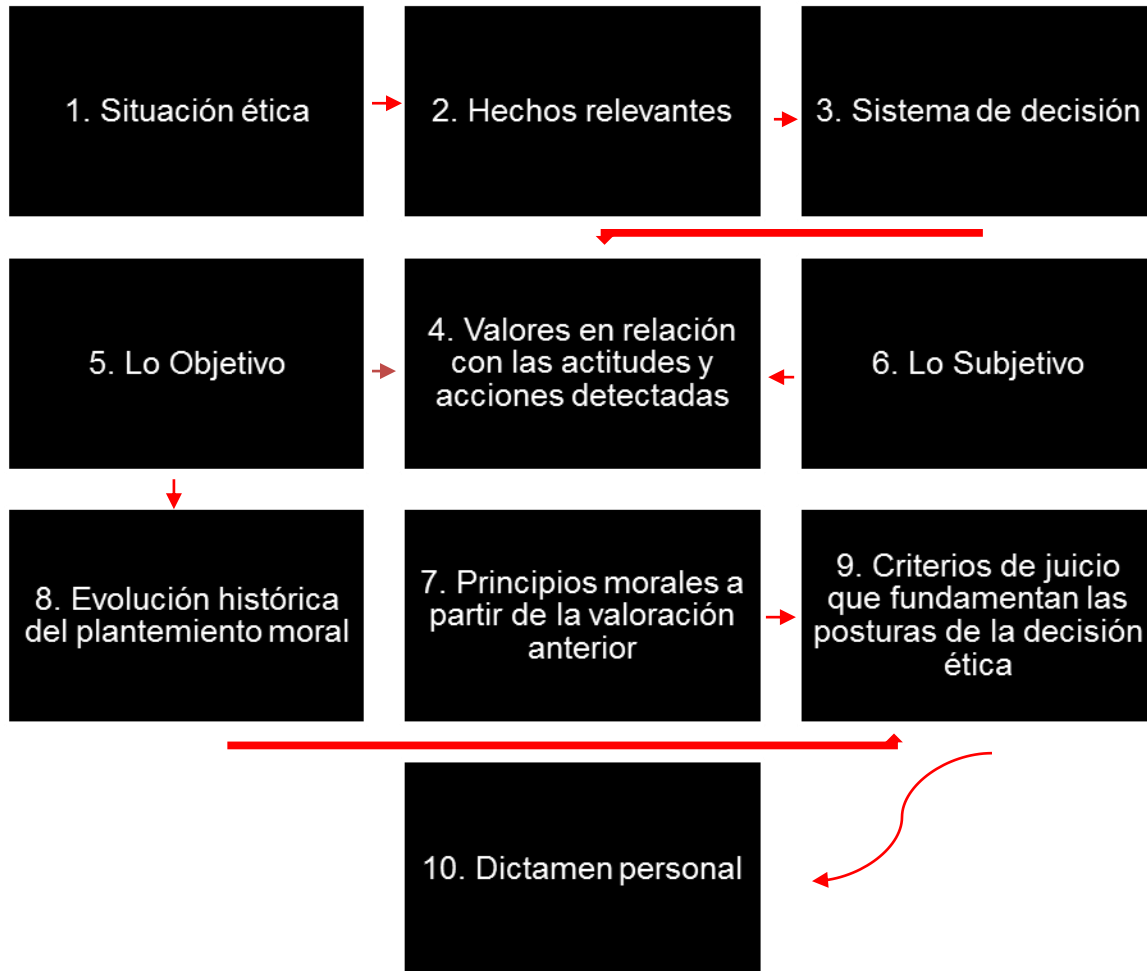 1. Situación ética
2. Hechos relevantes
3. Sistema de decisión
5. Lo Objetivo
4. Valores en relación
con las actitudes y
acciones detectadas
6. Lo Subjetivo
8. Evolución histórica
del plantemiento moral
7. Principios morales a
partir de la valoración
anterior
9. Criterios de juicio
que fundamentan las
posturas de la decisión
ética
10. Dictamen personal